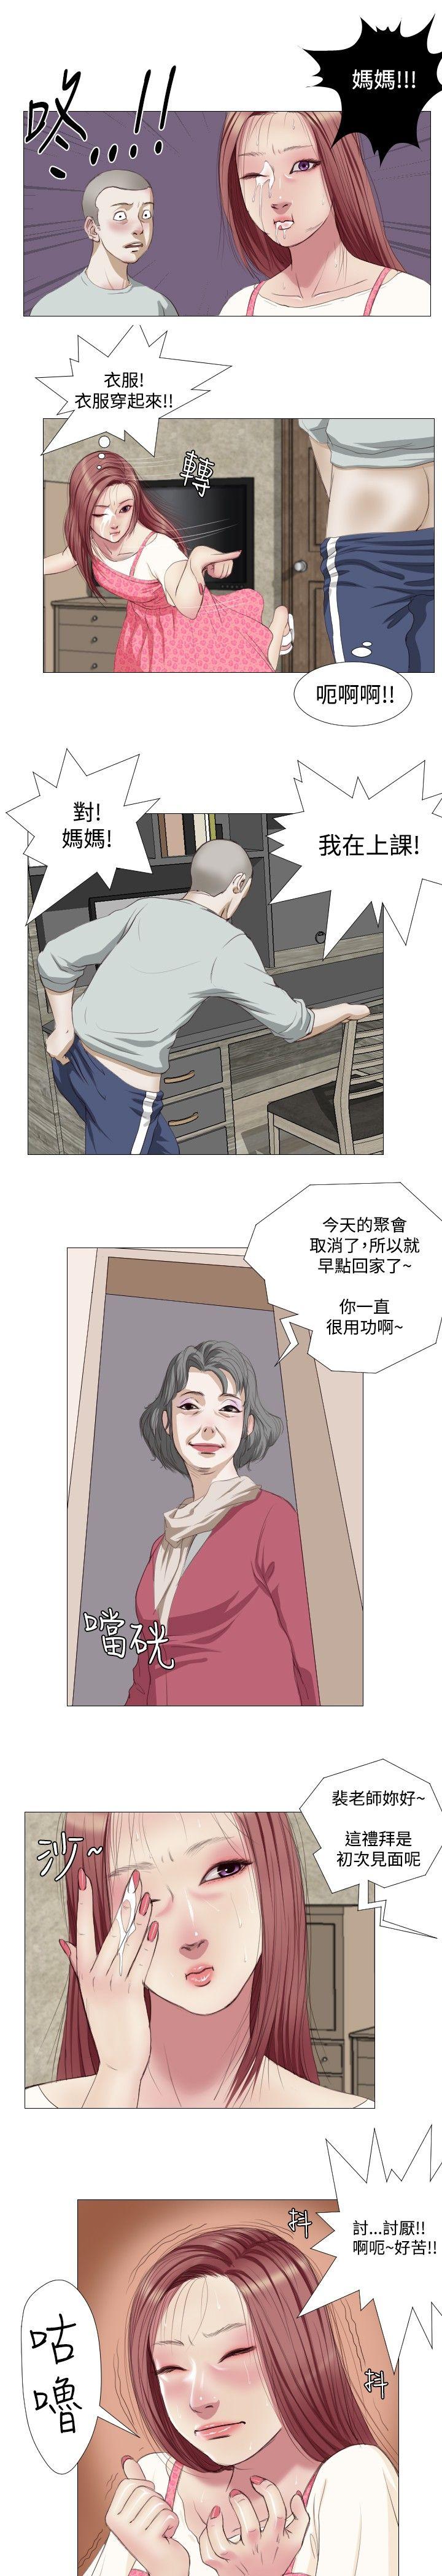 媽媽!!!
咚...!!
衣服!
衣服穿起來!!
轉
呃啊啊!!
對!
媽媽!
我在上課!
今天的聚會
取消了,所以就
早點回家了~
你一直
很用功啊~
噹硄
裴老師妳好~
這禮拜是
初次見面呢
沙~
討...討厭!!
啊呃~好苦!!
抖
咕
嚕
抖